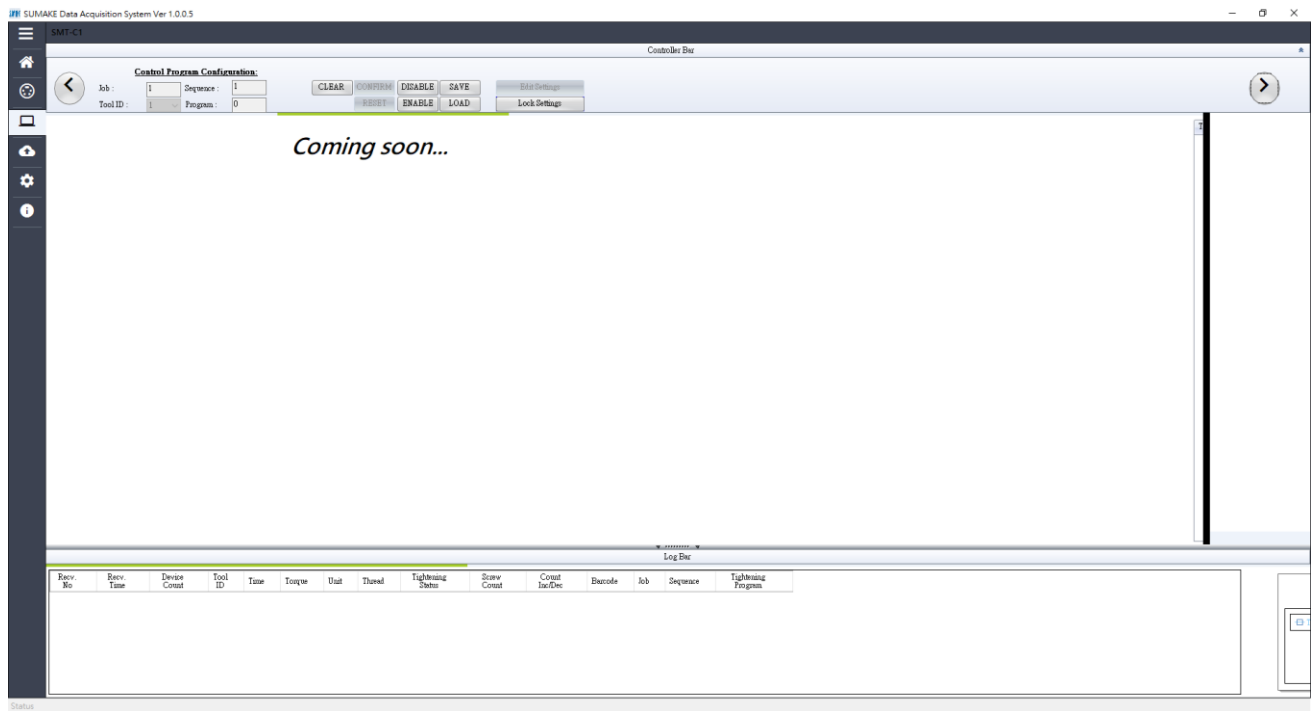 SUMAKE Data Acquisition System Ver 1.0.0.5
SMT-C1
Controller Bar
Control Program Configuration:
Job : 1 Sequence : 1 CLEAR CONFIRM DISABLE SAVE Edit Settings
Tool ID : 1 Program : 0 RESET ENABLE LOAD Lock Settings
Coming soon...
Log Bar
Recv. No Recv. Time Device Count Tool ID Time Torque Unit Thread Tightening Status Screw Count Count Inc/Dec Barcode Job Sequence Tightening Program
Status